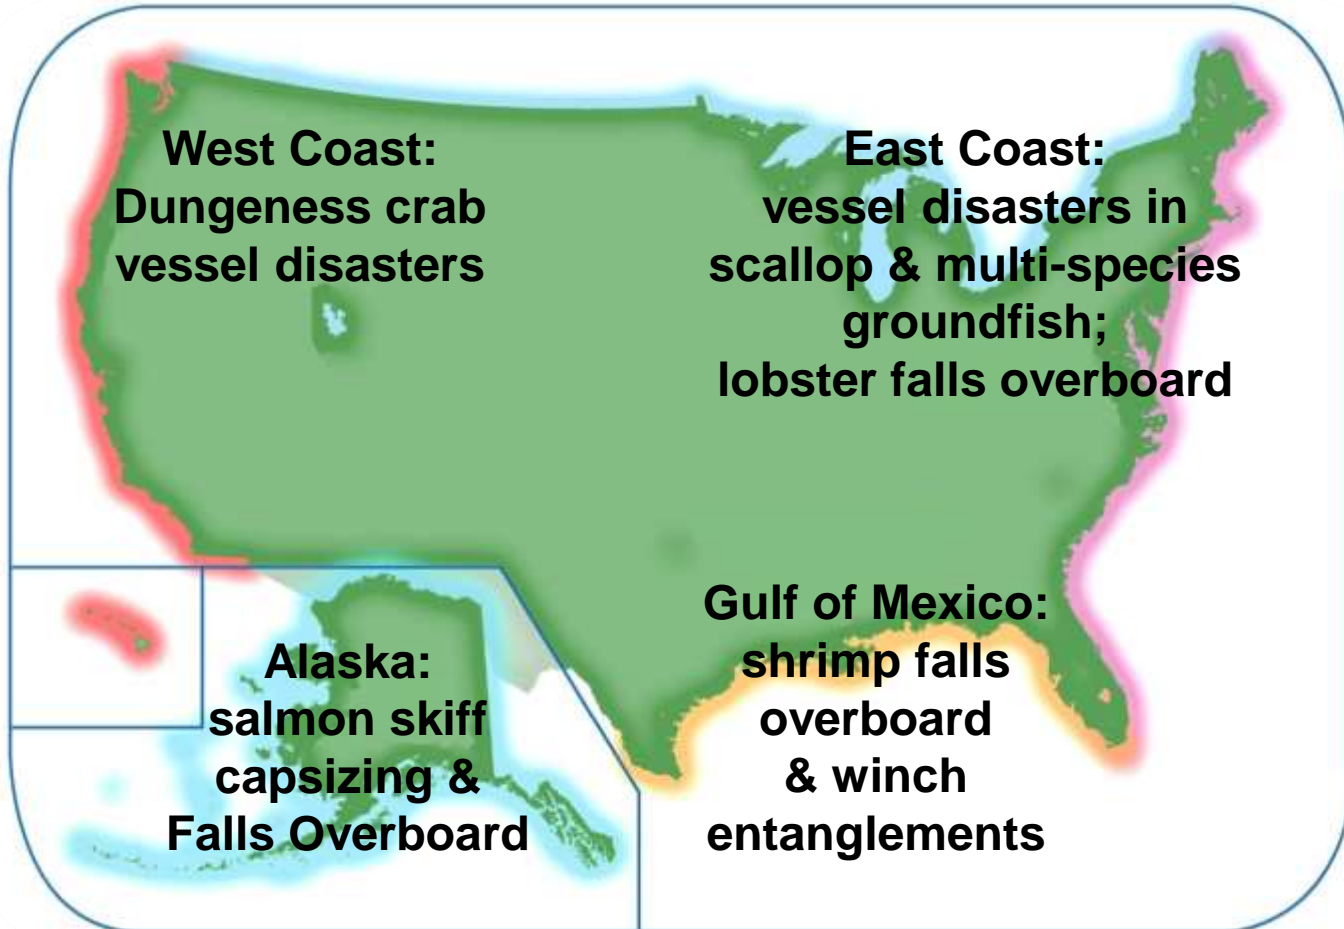 West Coast:
Dungeness crab
vessel disasters
East Coast:
vessel disasters in
scallop & multi-species
groundfish;
lobster falls overboard
Alaska:
salmon skiff
capsizing &
Falls Overboard
Gulf of Mexico:
shrimp falls
overboard
& winch
entanglements